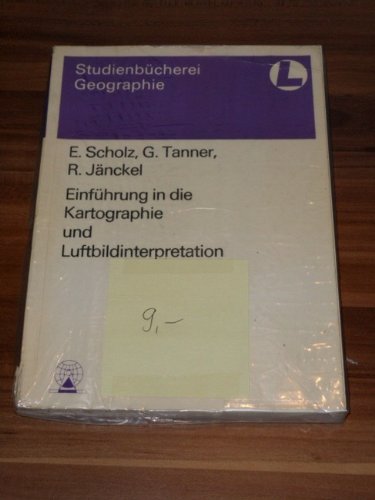 Studienbücherei
Geographie
L
E. Scholz, G. Tanner,
R. Jänckel
Einführung in die
Kartographie
und
Luftbildinterpretation
9,–